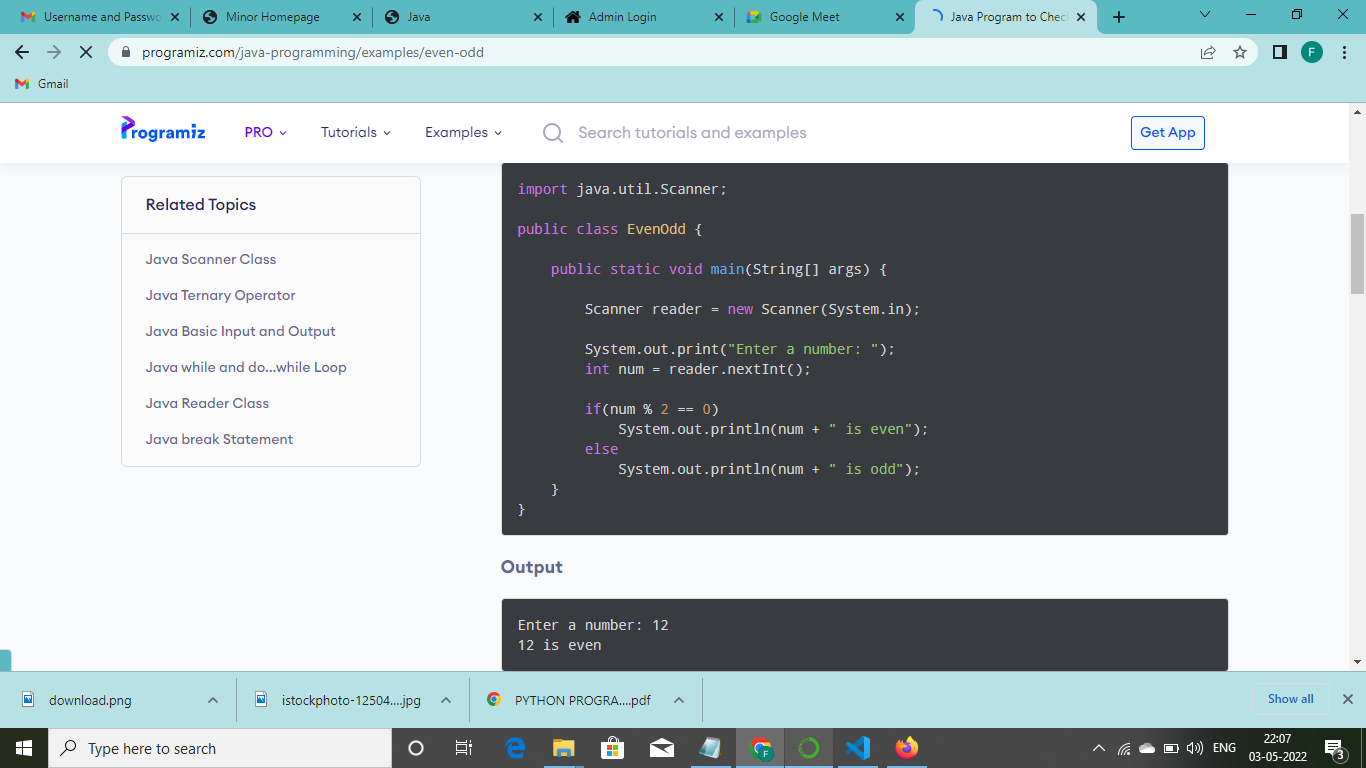 Username and Passwo
Minor Homepage
Java
Admin Login
Google Meet
Java Program to Chec
programiz.com/java-programming/examples/even-odd
F
Gmail
Programiz
PRO
Tutorials
Examples
Search tutorials and examples
Get App
Related Topics
Java Scanner Class
Java Ternary Operator
Java Basic Input and Output
Java while and do...while Loop
Java Reader Class
Java break Statement
import java.util.Scanner;
public class EvenOdd {
public static void main(String[] args) {
Scanner reader = new Scanner(System.in);
System.out.print("Enter a number: ");
int num = reader.nextInt();
if(num % 2 == 0)
System.out.println(num + " is even");
else
System.out.println(num + " is odd");
}
}
Output
Enter a number: 12
12 is even
download.png
istockphoto-12504....jpg
PYTHON PROGRA....pdf
Show all
Type here to search
F
ENG
22:07
03-05-2022
3